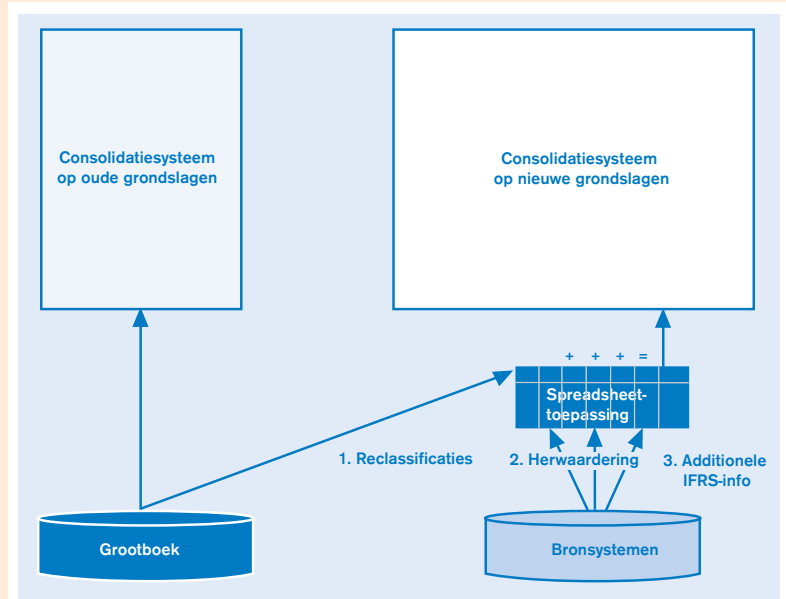 Consolidatiesysteem
op oude grondslagen
Consolidatiesysteem
op nieuwe grondslagen
+ + + =
Spreadsheet-
toepassing
1. Reclassificaties
2. Herwaardering
3. Additionele
IFRS-info
Grootboek
Bronsystemen